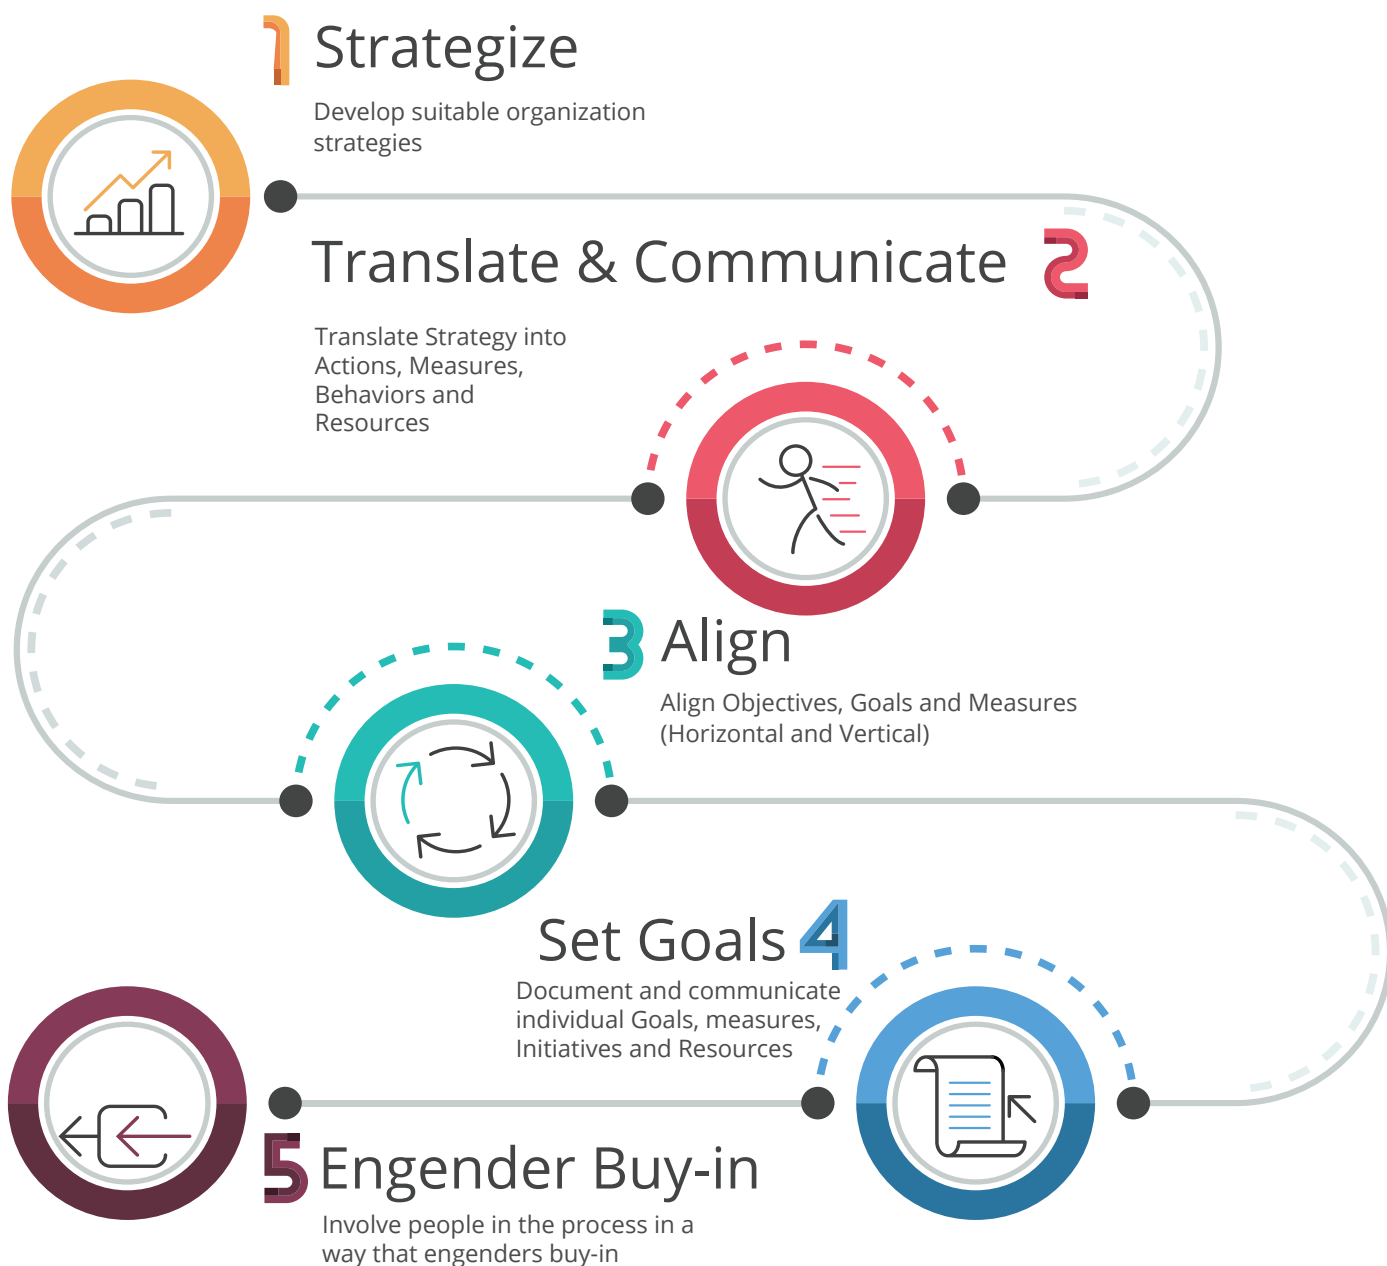 1 Strategize
Develop suitable organization
strategies
Translate & Communicate 2
Translate Strategy into
Actions, Measures,
Behaviors and
Resources
3 Align
Align Objectives, Goals and Measures
(Horizontal and Vertical)
Set Goals 4
Document and communicate
individual Goals, measures,
Initiatives and Resources
5 Engender Buy-in
Involve people in the process in a
way that engenders buy-in